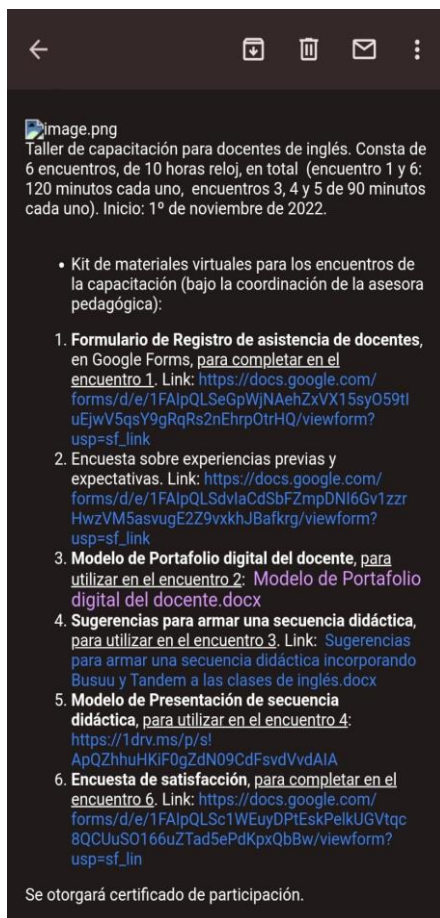 image.png
Taller de capacitación para docentes de inglés. Consta de
6 encuentros, de 10 horas reloj, en total (encuentro 1 y 6:
120 minutos cada uno, encuentros 3, 4 y 5 de 90 minutos
cada uno). Inicio: 1º de noviembre de 2022.
• Kit de materiales virtuales para los encuentros de
la capacitación (bajo la coordinación de la asesora
pedagógica):
1. Formulario de Registro de asistencia de docentes,
en Google Forms, para completar en el
encuentro 1. Link: https://docs.google.com/
forms/d/e/1FAIpQLSeGpWjNAehZxVX15syO59tI
uEjwV5qsY9gRqRs2nEhrpOtrHQ/viewform?
usp=sf_link
2. Encuesta sobre experiencias previas y
expectativas. Link: https://docs.google.com/
forms/d/e/1FAIpQLSdvIaCdSbFZmpDNI6Gv1zzr
HwzVM5asvugE2Z9vxkhJBafkrg/viewform?
usp=sf_link
3. Modelo de Portafolio digital del docente, para
utilizar en el encuentro 2: Modelo de Portafolio
digital del docente.docx
4. Sugerencias para armar una secuencia didáctica,
para utilizar en el encuentro 3. Link: Sugerencias
para armar una secuencia didáctica incorporando
Busuu y Tandem a las clases de inglés.docx
5. Modelo de Presentación de secuencia
didáctica, para utilizar en el encuentro 4:
https://1drv.ms/p/s!
ApQZhhuHKiF0gZdN09CdFsvdVvdAIA
6. Encuesta de satisfacción, para completar en el
encuentro 6. Link: https://docs.google.com/
forms/d/e/1FAIpQLSc1WEuyDPtEskPelkUGVtqc
8QCUuSO166uZTad5ePdKpxQbBw/viewform?
usp=sf_lin
Se otorgará certificado de participación.